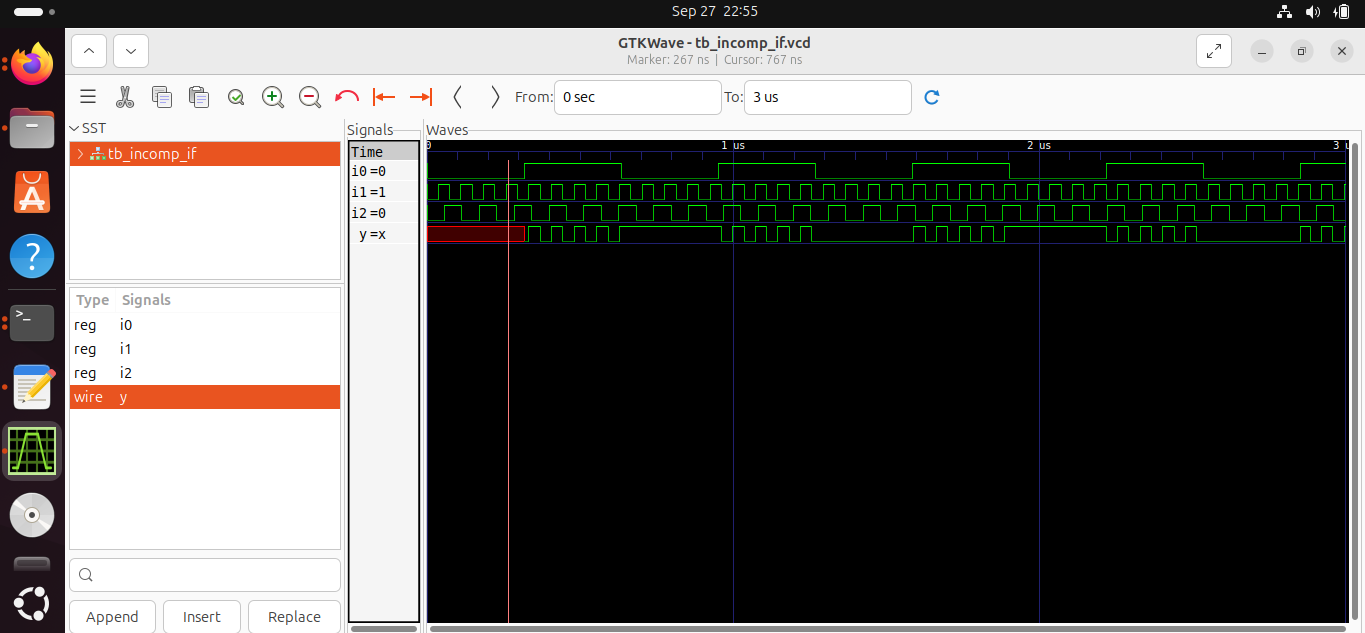 Sep 27 22:55
GTKWave - tb_incomp_if.vcd
Marker: 267 ns | Cursor: 767 ns
From: 0 sec To: 3 us
SST
tb_incomp_if
Type Signals
reg i0
reg i1
reg i2
wire y
Append Insert Replace
Signals
Time
i0=0
i1=1
i2=0
y=x
Waves
0 1 us 2 us 3 u
>_
?